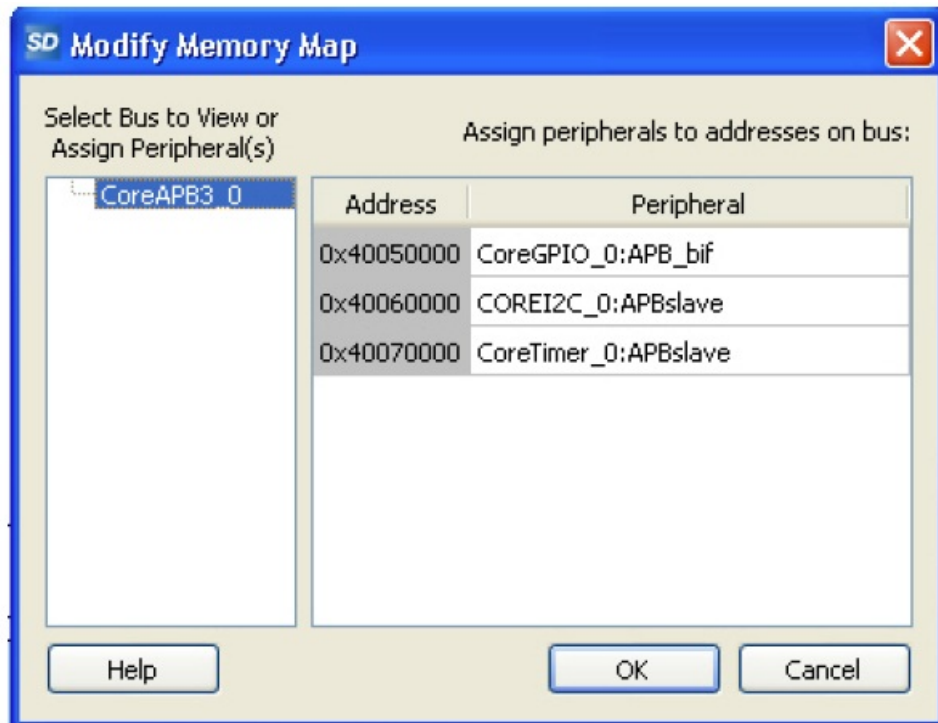 SD Modify Memory Map
Select Bus to View or
Assign Peripheral(s)
Assign peripherals to addresses on bus:
CoreAPB3_0
Address Peripheral
0x40050000 CoreGPIO_0:APB_bif
0x40060000 COREI2C_0:APBslave
0x40070000 CoreTimer_0:APBslave
Help OK Cancel